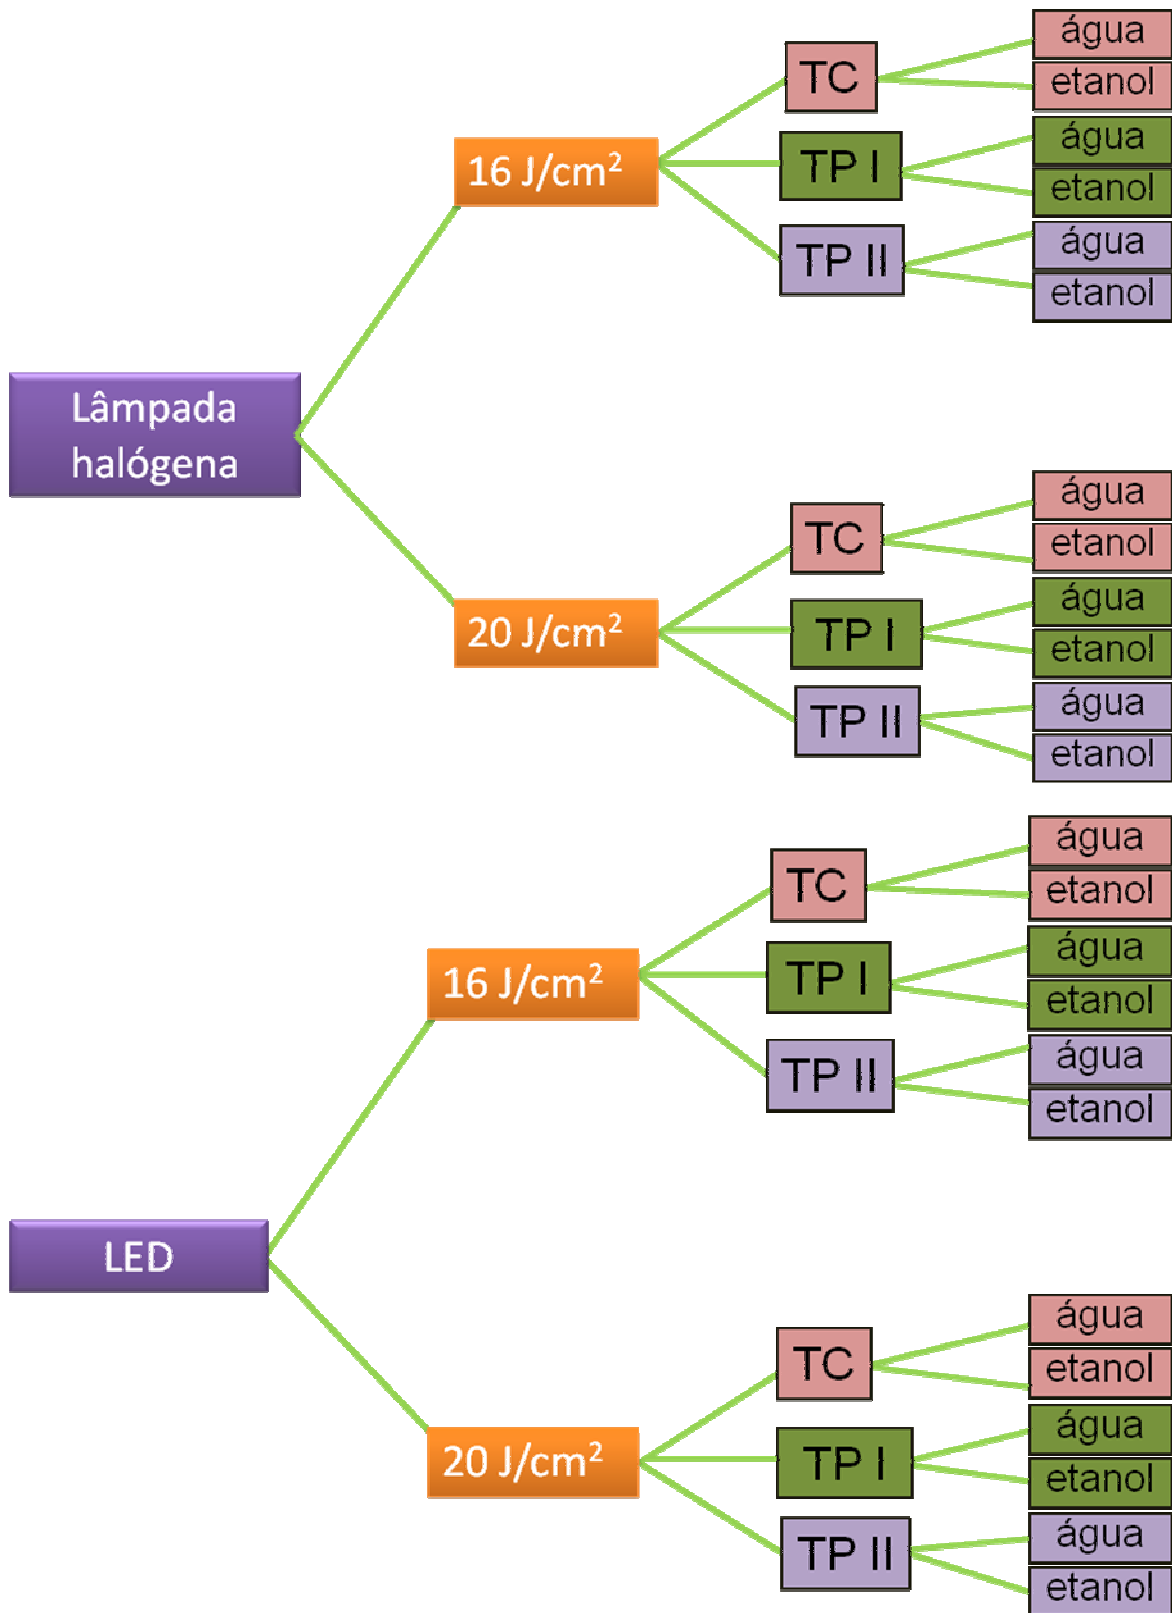 água
TC
etanol
água
16 J/cm²
TP I
etanol
água
TP II
etanol
Lâmpada
halógena
água
TC
etanol
água
20 J/cm²
TP I
etanol
água
TP II
etanol
água
TC
etanol
água
16 J/cm²
TP I
etanol
água
TP II
etanol
LED
água
TC
etanol
água
20 J/cm²
TP I
etanol
água
TP II
etanol